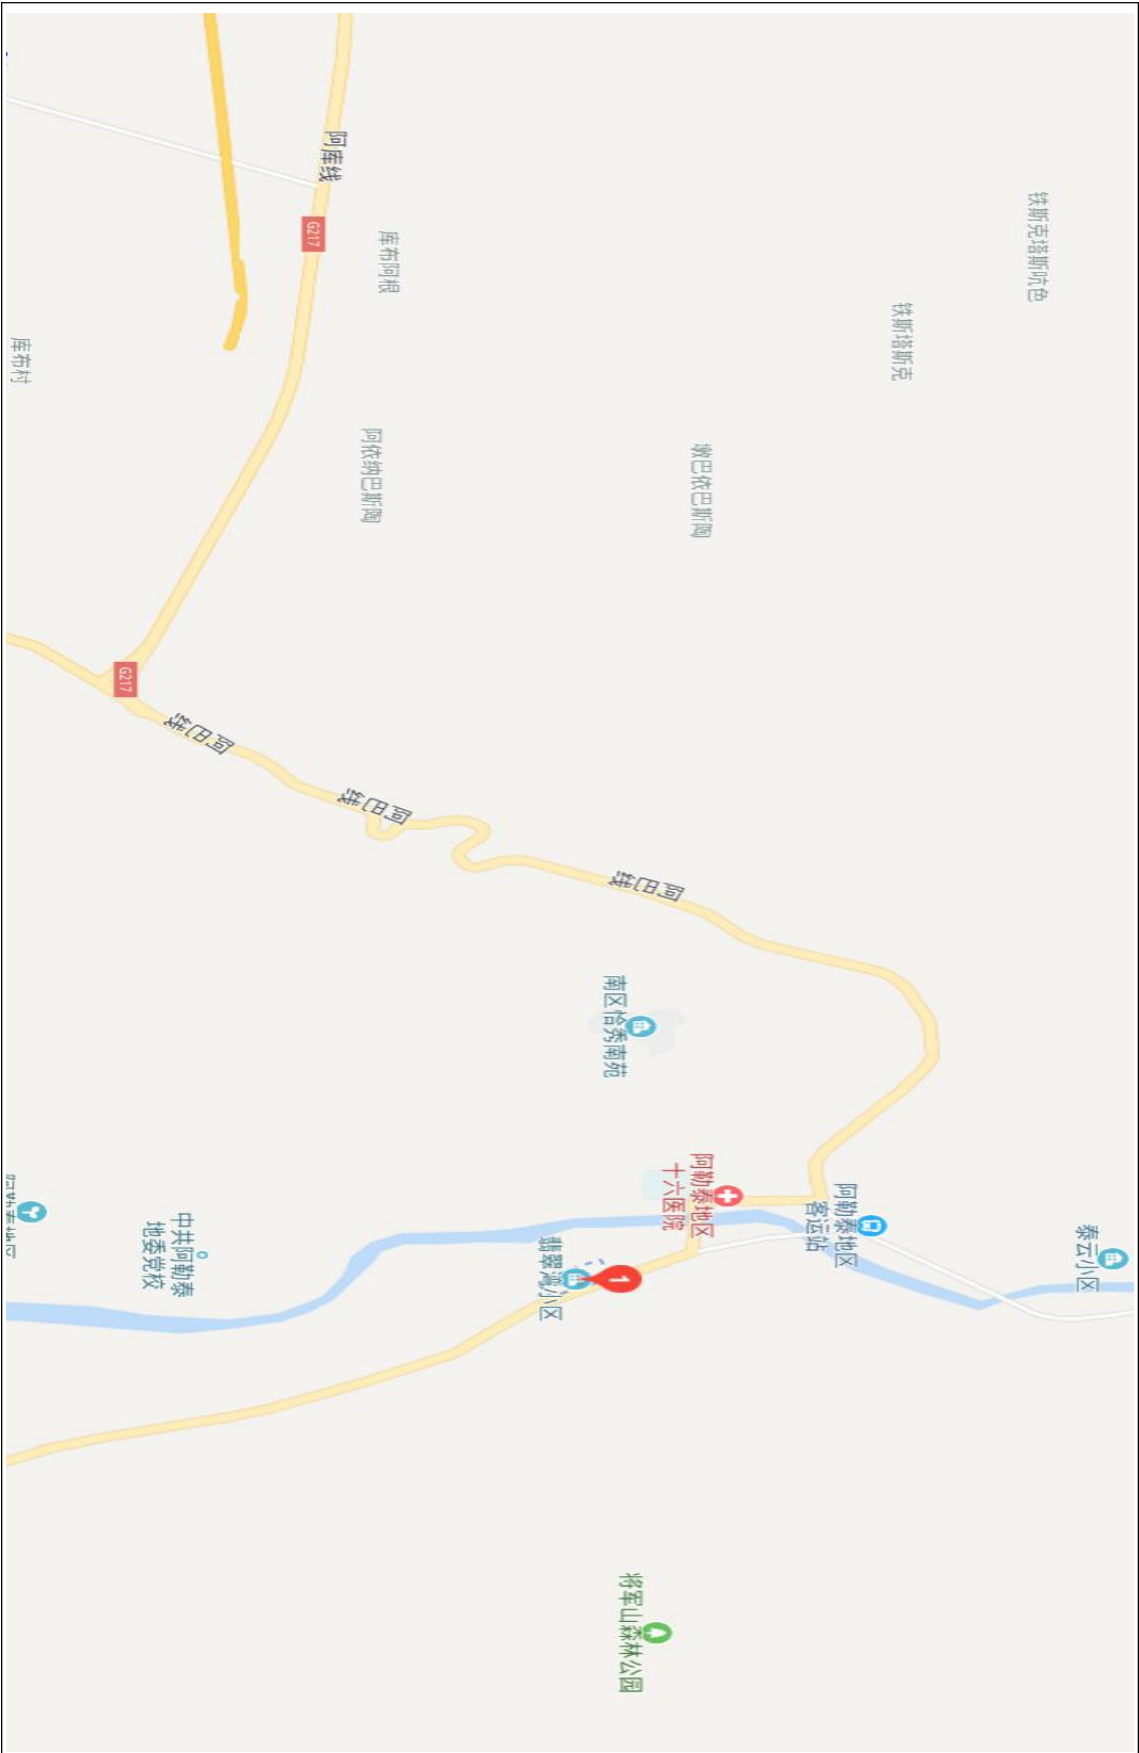 泰云小区
铁斯克塔斯吭色
铁斯塔斯克
阿勒泰地区
客运站
墩巴依巴斯陶
阿勒泰地区
十六医院
阿巴线
将军山森林公园
1
南区恰秀南苑
翡翠湾小区
库布阿根
阿依纳巴斯陶
阿巴线
阿库线
G217
阿巴线
中共阿勒泰
地委党校
G217
库布村